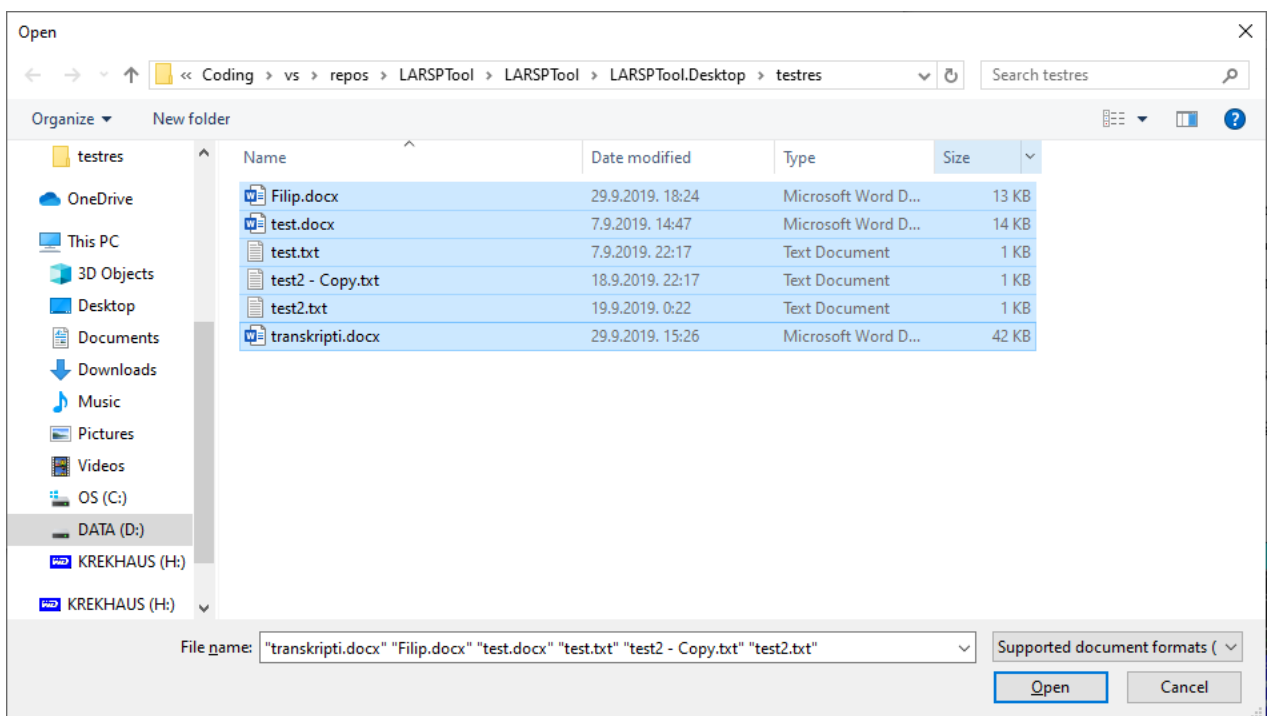 Open
« Coding › vs › repos › LARSPTool › LARSPTool › LARSPTool.Desktop › testres
Search testres
Organize
New folder
testres
OneDrive
This PC
3D Objects
Desktop
Documents
Downloads
Music
Pictures
Videos
OS (C:)
DATA (D:)
KREKHAUS (H:)
KREKHAUS (H:)
Name Date modified Type Size
Filip.docx 29.9.2019. 18:24 Microsoft Word D... 13 KB
test.docx 7.9.2019. 14:47 Microsoft Word D... 14 KB
test.txt 7.9.2019. 22:17 Text Document 1 KB
test2 - Copy.txt 18.9.2019. 22:17 Text Document 1 KB
test2.txt 19.9.2019. 0:22 Text Document 1 KB
transkripti.docx 29.9.2019. 15:26 Microsoft Word D... 42 KB
File name: "transkripti.docx" "Filip.docx" "test.docx" "test.txt" "test2 - Copy.txt" "test2.txt"
Supported document formats (
Open
Cancel